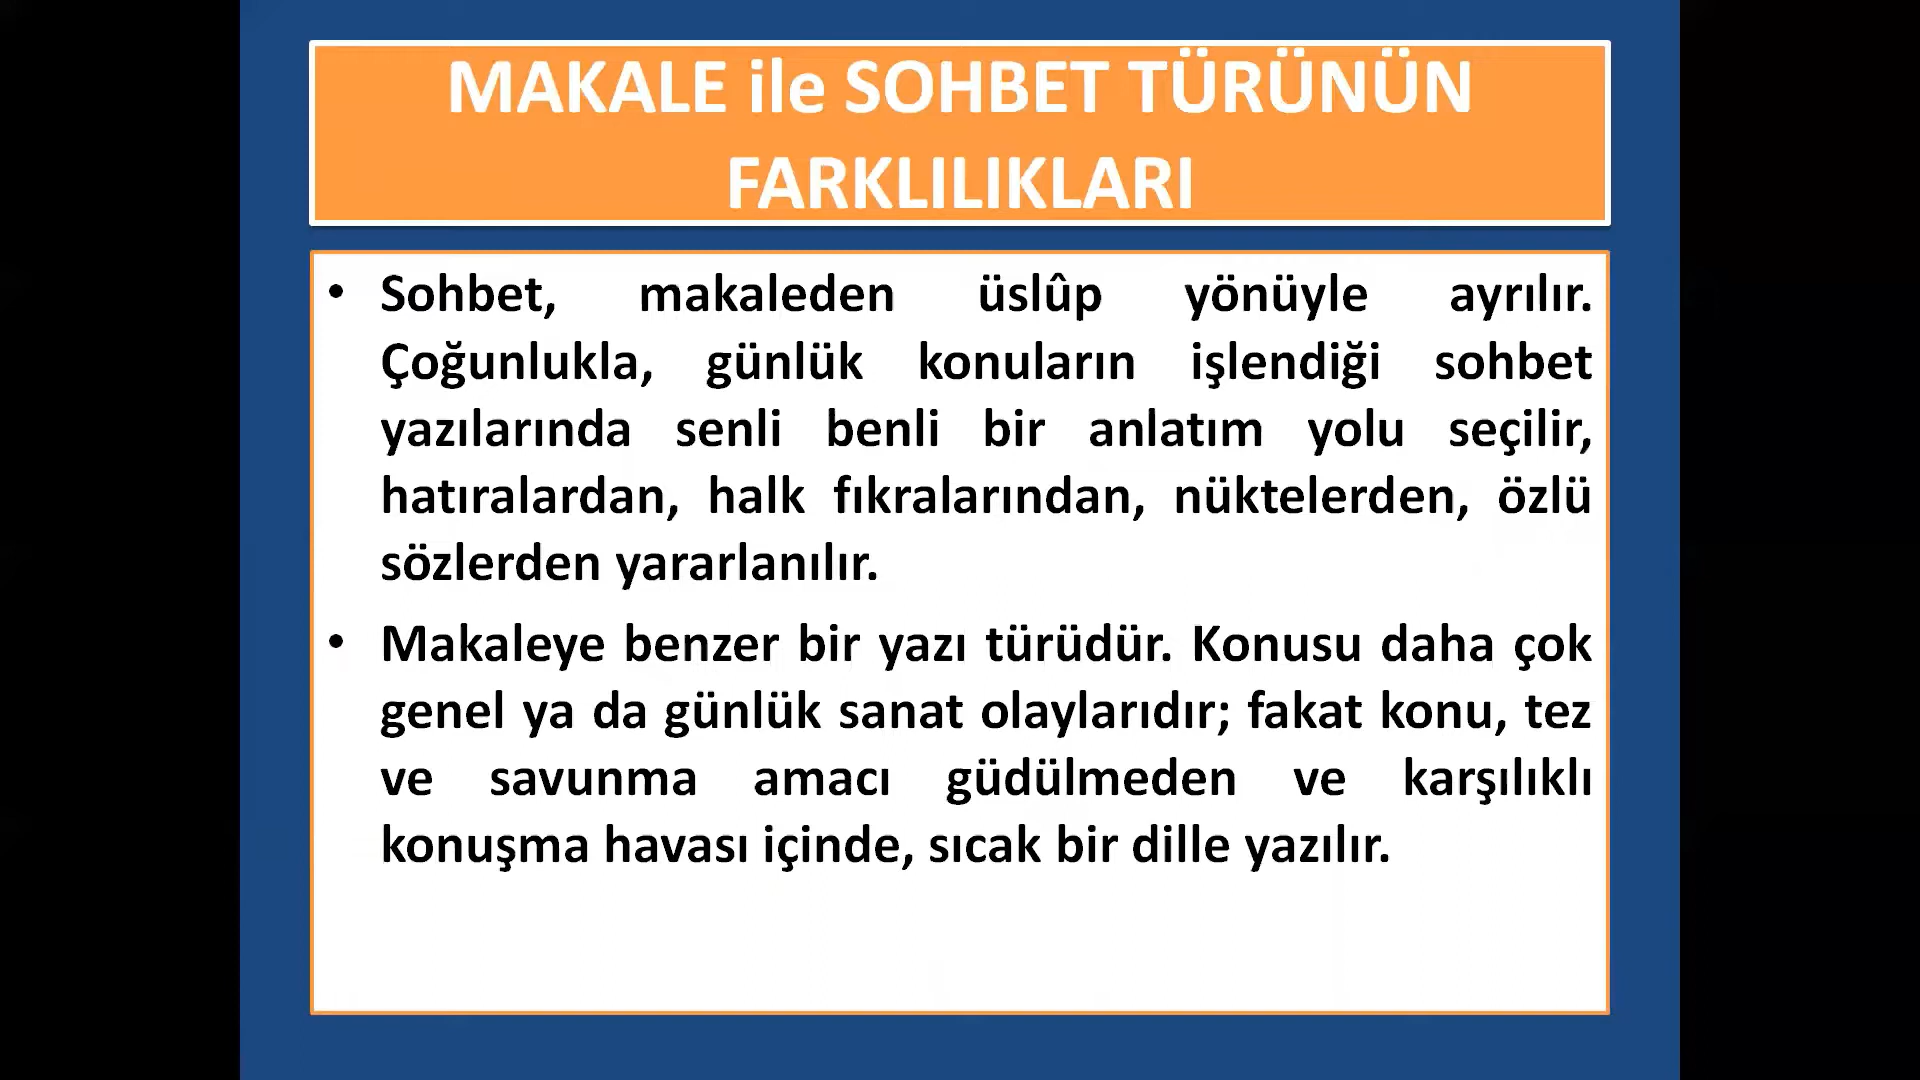 MAKALE ile SOHBET TÜRÜNÜN
FARKLILIKLARI
• Sohbet, makaleden üslûp yönüyle ayrılır.
Çoğunlukla, günlük konuların işlendiği sohbet
yazılarında senli benli bir anlatım yolu seçilir,
hatıralardan, halk fıkralarından, nüktelerden, özlü
sözlerden yararlanılır.
• Makaleye benzer bir yazı türüdür. Konusu daha çok
genel ya da günlük sanat olaylarıdır; fakat konu, tez
ve savunma amacı güdülmeden ve karşılıklı
konuşma havası içinde, sıcak bir dille yazılır.